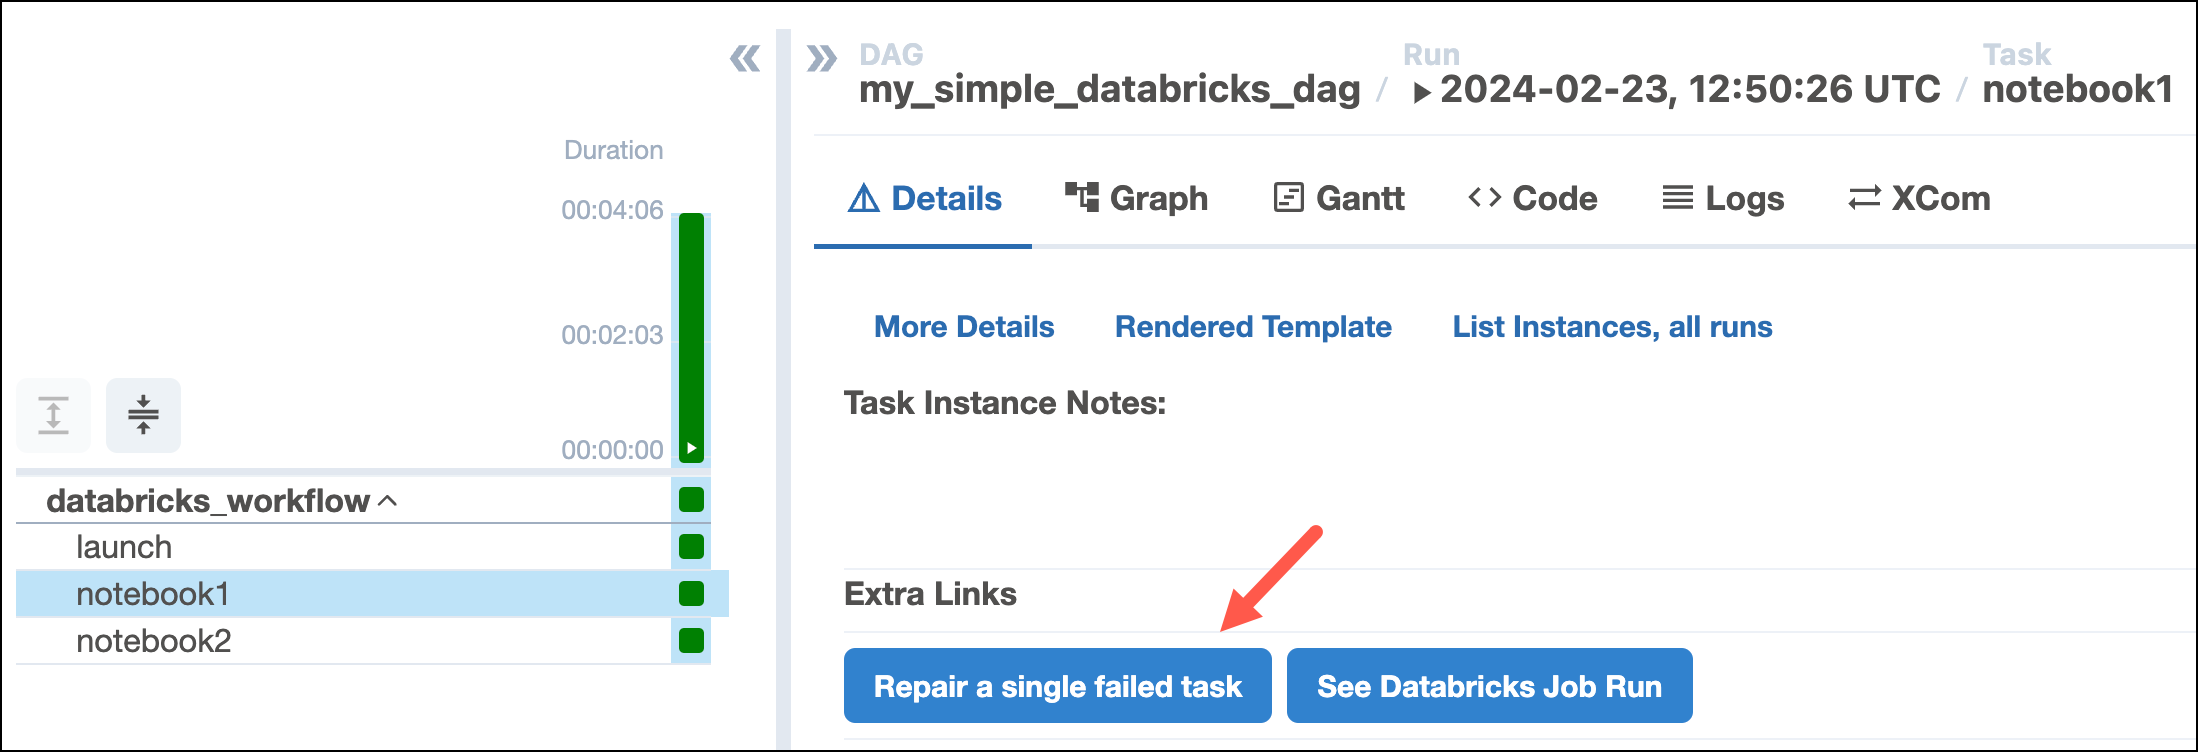 DAG
my_simple_databricks_dag / 2024-02-23, 12:50:26 UTC / notebook1
Run
Task
Duration
00:04:06
00:02:03
00:00:00
databricks_workflow
launch
notebook1
notebook2
Details Graph Gantt Code Logs XCom
More Details Rendered Template List Instances, all runs
Task Instance Notes:
Extra Links
Repair a single failed task See Databricks Job Run